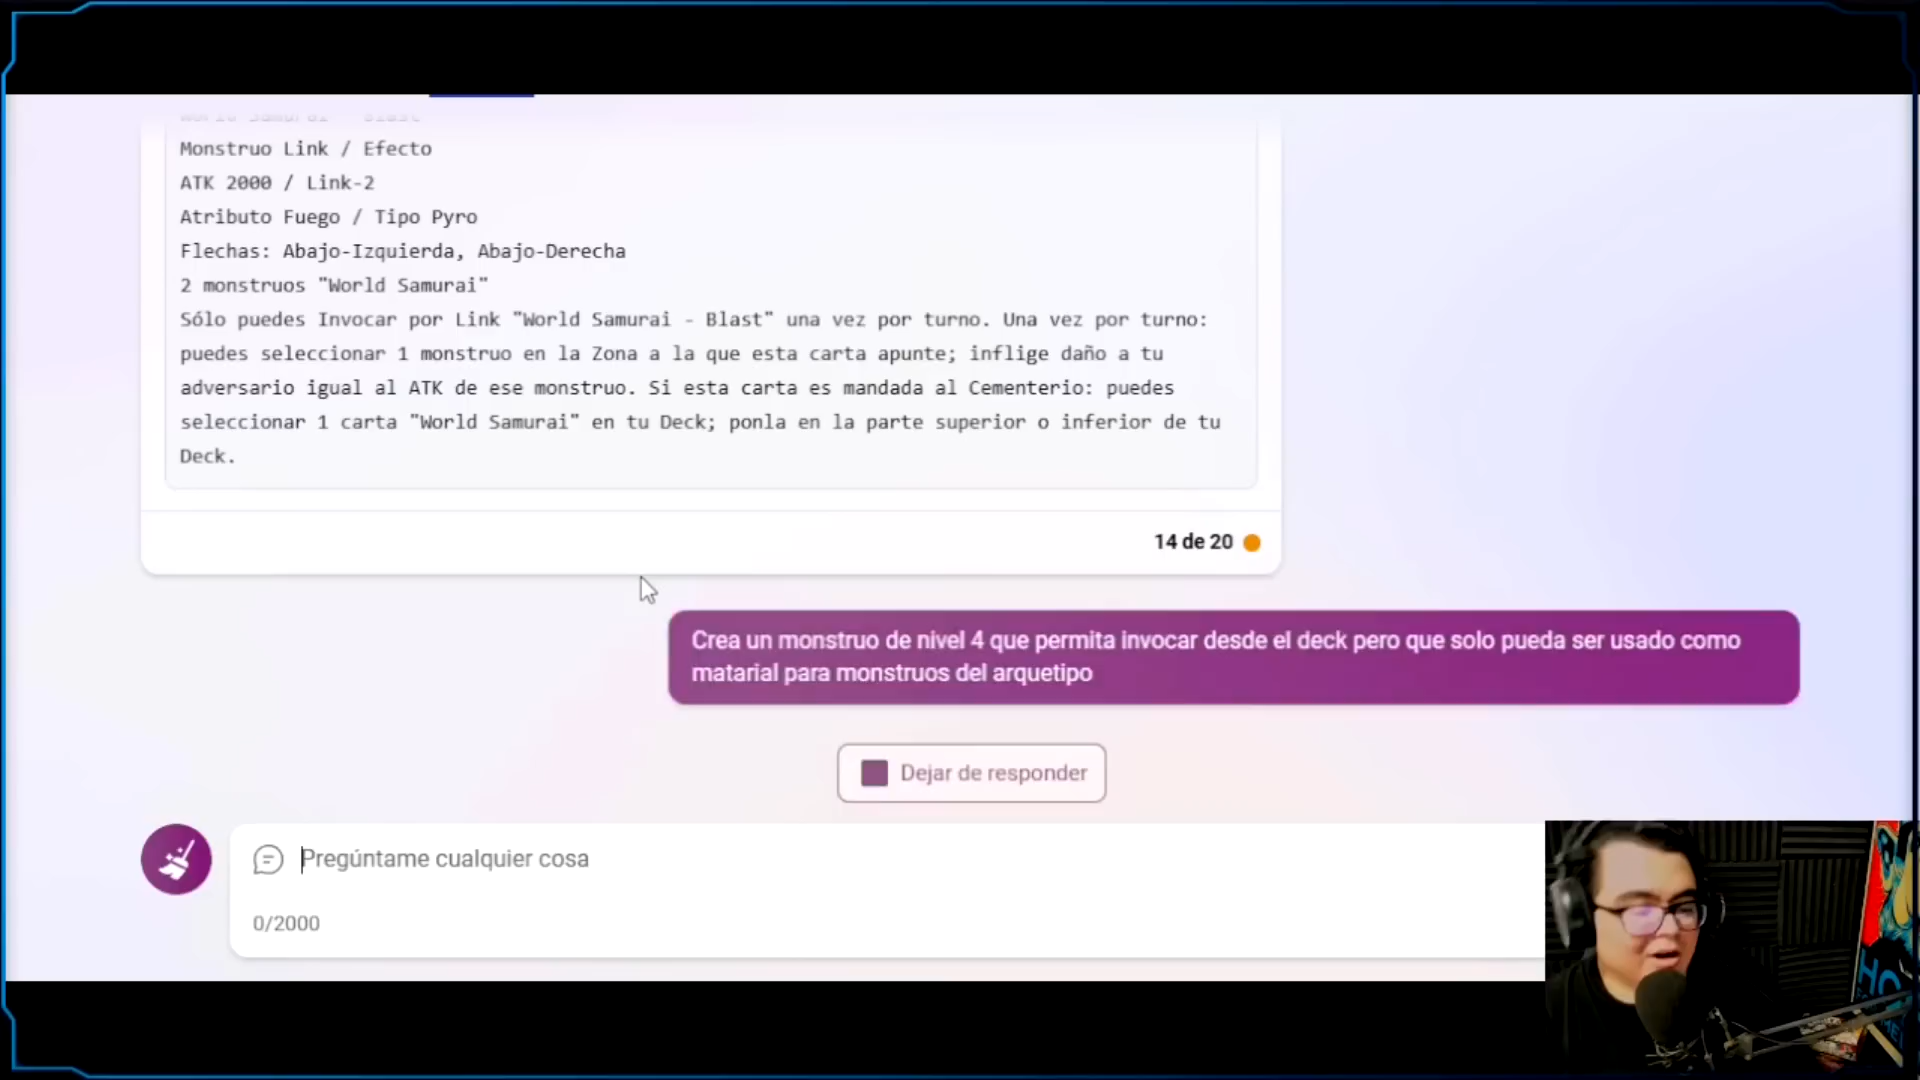 Monstruo Link / Efecto
ATK 2000 / Link-2
Atributo Fuego / Tipo Pyro
Flechas: Abajo-Izquierda, Abajo-Derecha
2 monstruos "World Samurai"
Sólo puedes Invocar por Link "World Samurai - Blast" una vez por turno. Una vez por turno:
puedes seleccionar 1 monstruo en la Zona a la que esta carta apunte; inflige daño a tu
adversario igual al ATK de ese monstruo. Si esta carta es mandada al Cementerio: puedes
seleccionar 1 carta "World Samurai" en tu Deck; ponla en la parte superior o inferior de tu
Deck.
14 de 20
Crea un monstruo de nivel 4 que permita invocar desde el deck pero que solo pueda ser usado como
matarial para monstruos del arquetipo
Dejar de responder
Pregúntame cualquier cosa
0/2000